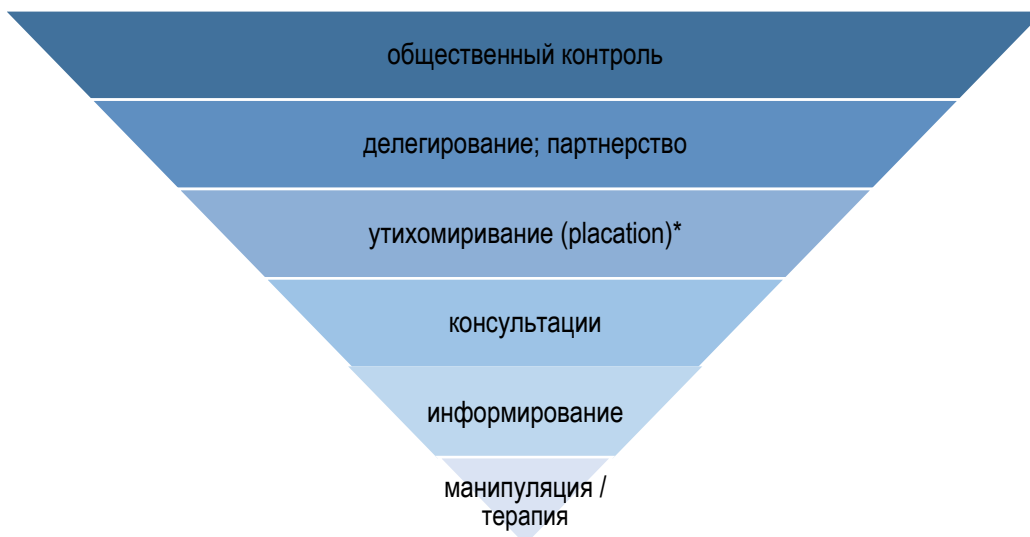 общественный контроль
делегирование; партнерство
утихомиривание (placation)*
консультации
информирование
манипуляция /
терапия